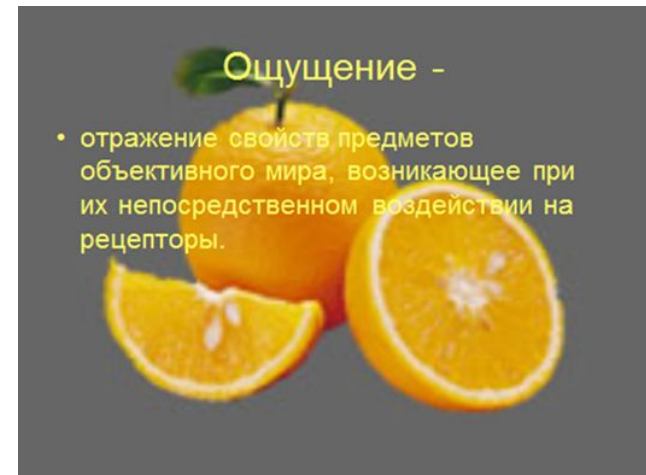 Ощущение -
• отражение свойств предметов
объективного мира, возникающее при
их непосредственном воздействии на
рецепторы.